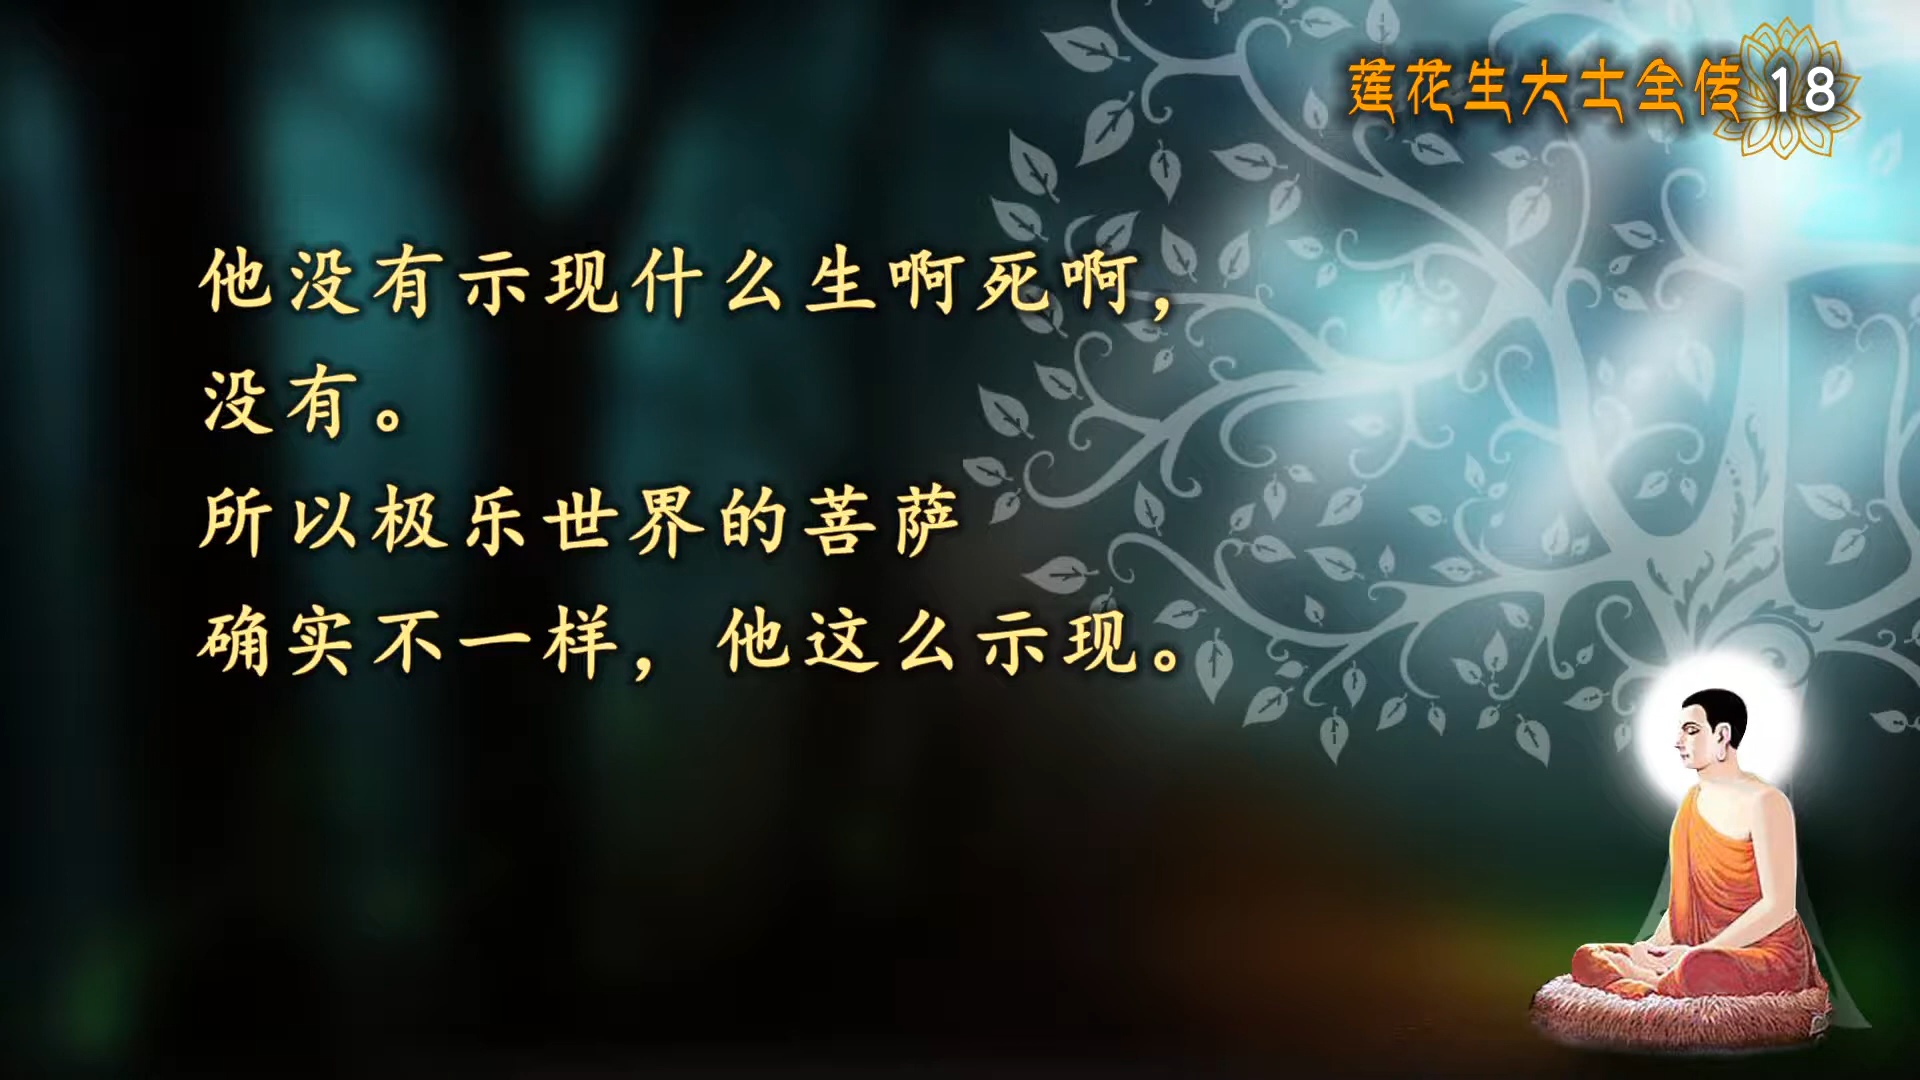 莲花生大士全传 18
他没有示现什么生啊死啊，
没有。
所以极乐世界的菩萨
确实不一样，他这么示现。